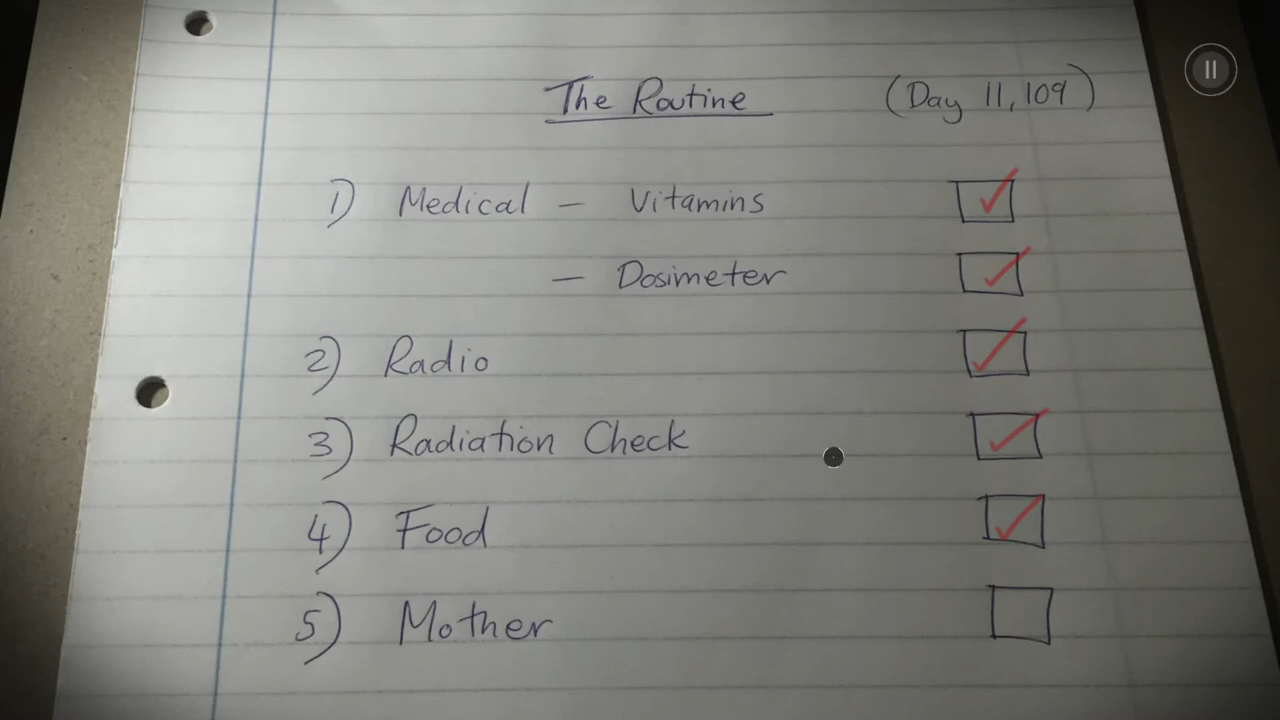 The Routine (Day 11,109)
1) Medical – Vitamins
– Dosimeter
2) Radio
3) Radiation Check
4) Food
5) Mother